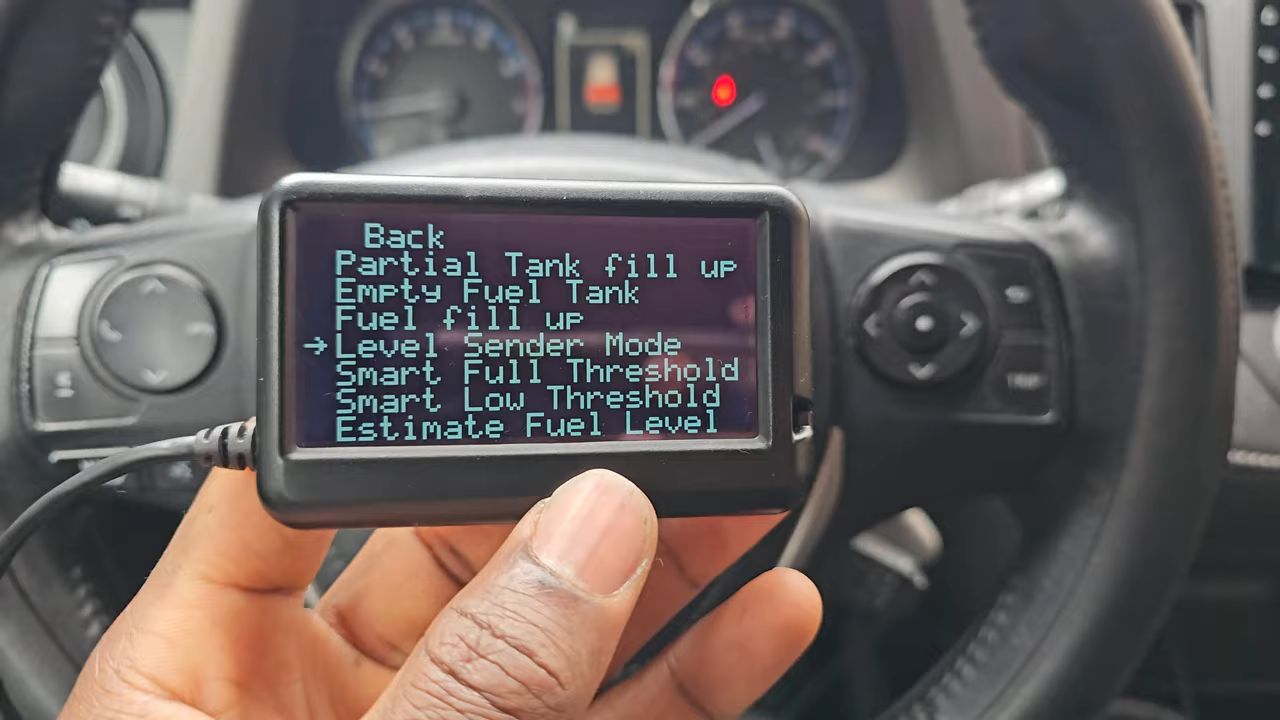 Back
Partial Tank fill up
Empty Fuel Tank
Fuel fill up
→Level Sender Mode
Smart Full Threshold
Smart Low Threshold
Estimate Fuel Level
TRIP